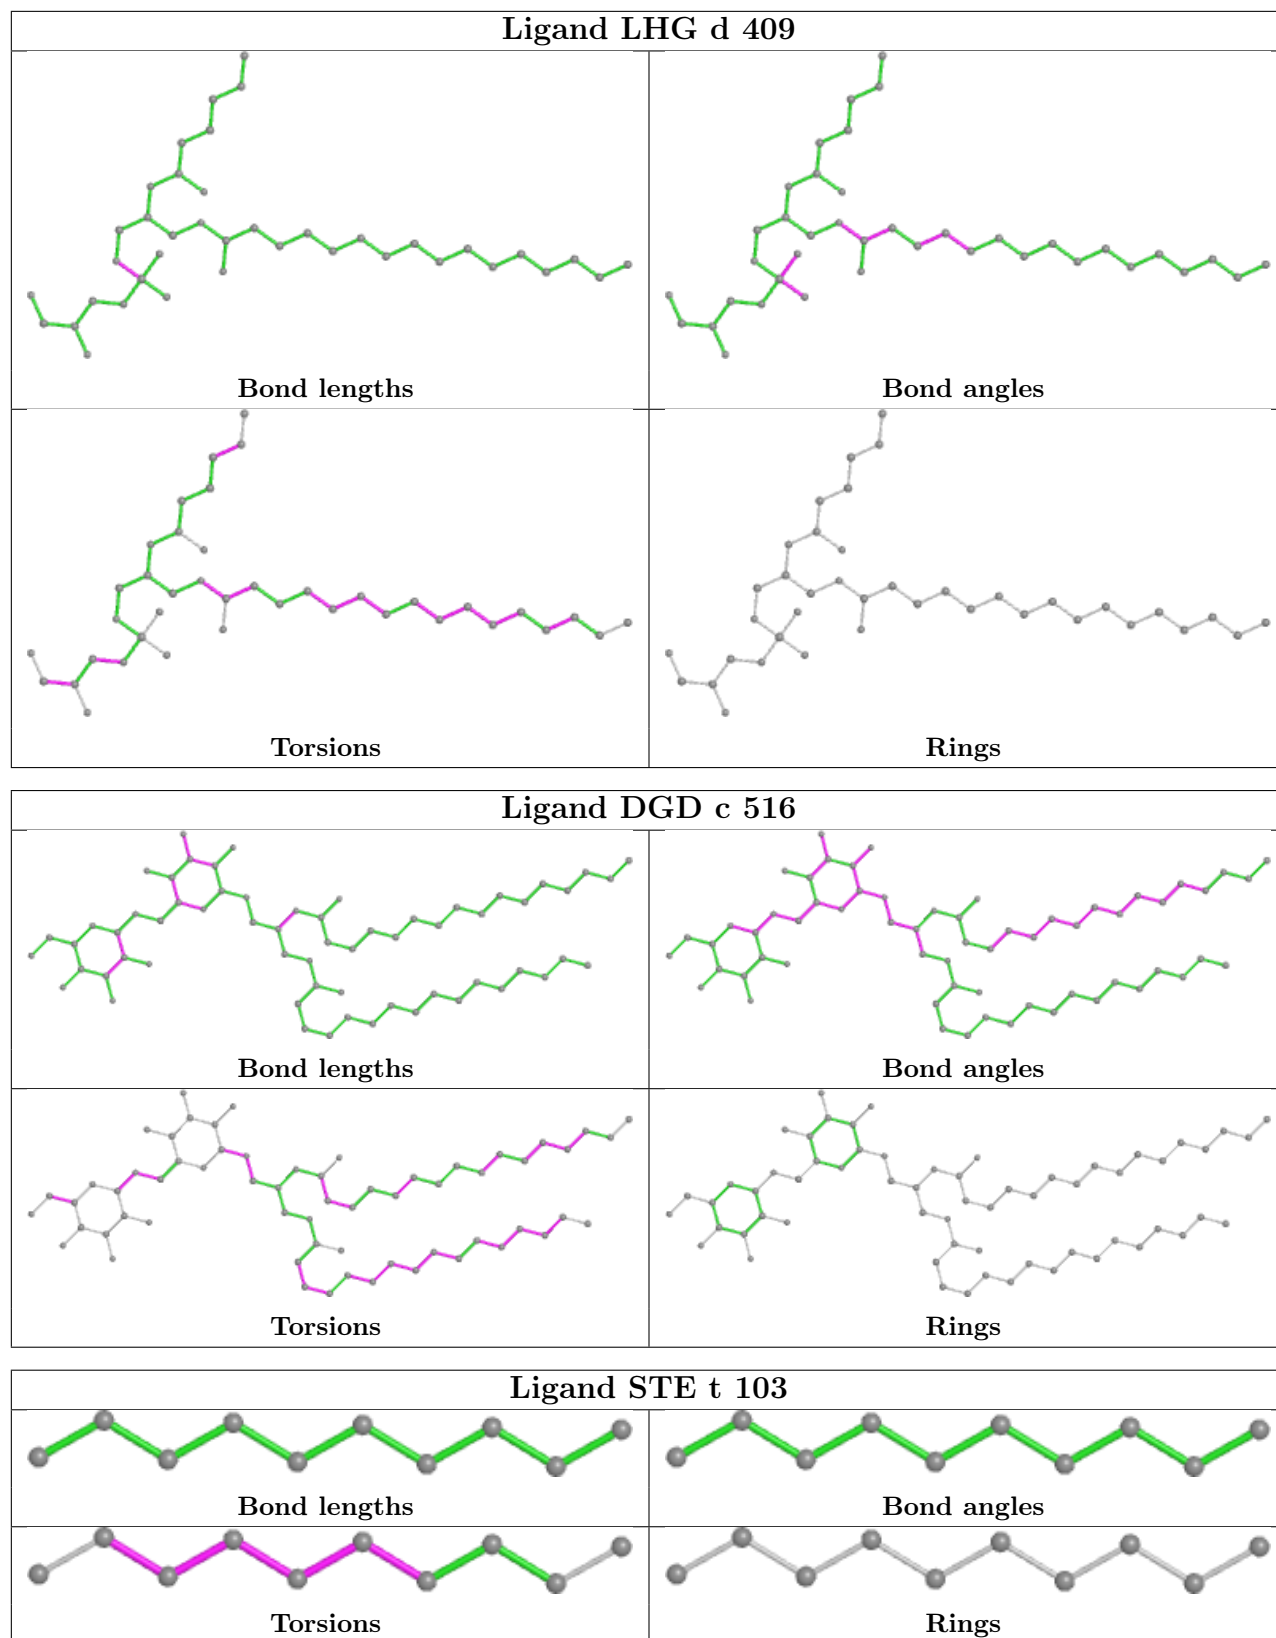 Ligand LHG d 409
Bond lengths
Bond angles
Torsions
Rings
Ligand DGD c 516
Bond lengths
Bond angles
Torsions
Rings
Ligand STE t 103
Bond lengths
Bond angles
Torsions
Rings